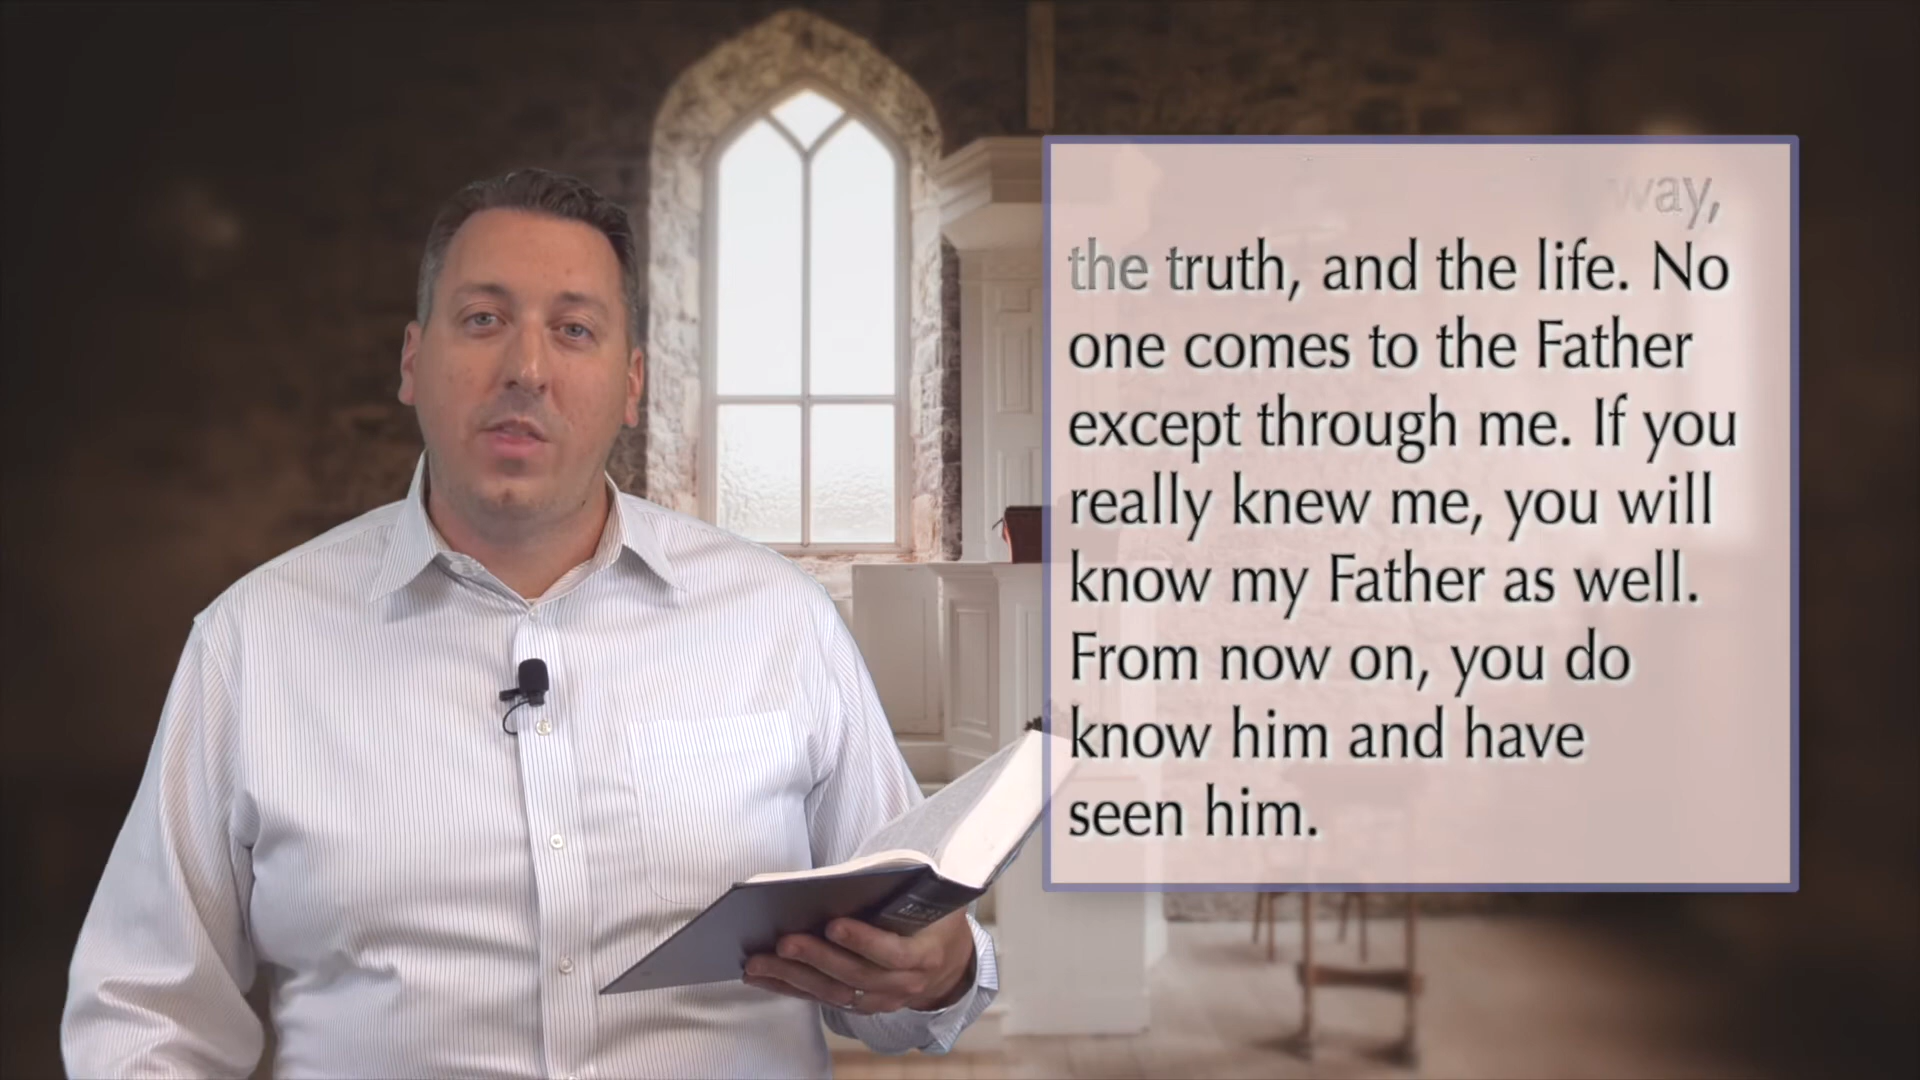 way,
the truth, and the life. No
one comes to the Father
except through me. If you
really knew me, you will
know my Father as well.
From now on, you do
know him and have
seen him.